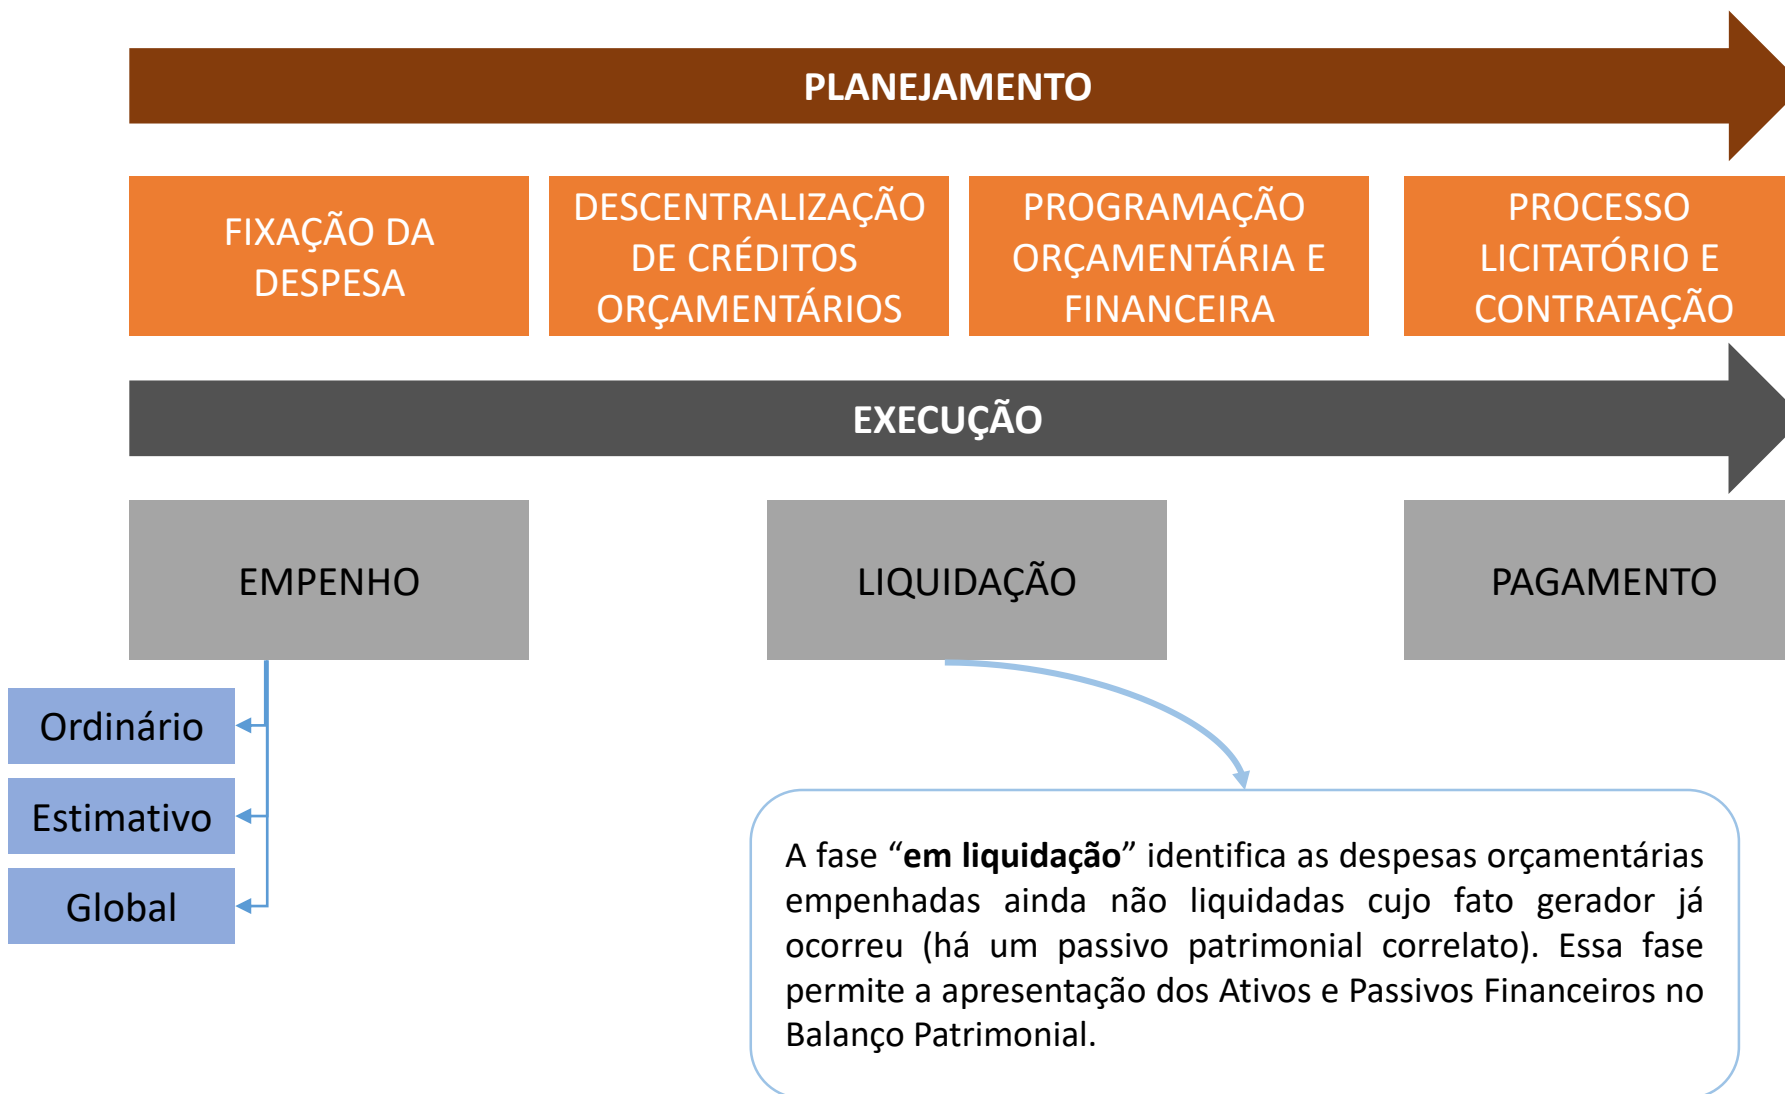 PLANEJAMENTO
FIXAÇÃO DA
DESPESA
DESCENTRALIZAÇÃO
DE CRÉDITOS
ORÇAMENTÁRIOS
PROGRAMAÇÃO
ORÇAMENTÁRIA E
FINANCEIRA
PROCESSO
LICITATÓRIO E
CONTRATAÇÃO
EXECUÇÃO
EMPENHO
LIQUIDAÇÃO
PAGAMENTO
Ordinário
Estimativo
Global
A fase “em liquidação” identifica as despesas orçamentárias
empenhadas ainda não liquidadas cujo fato gerador já
ocorreu (há um passivo patrimonial correlato). Essa fase
permite a apresentação dos Ativos e Passivos Financeiros no
Balanço Patrimonial.